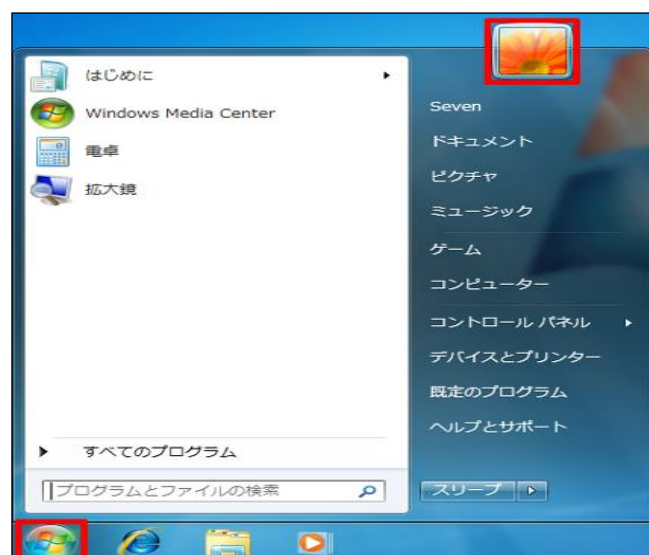 はじめに
Windows Media Center
電卓
拡大鏡
すべてのプログラム
プログラムとファイルの検索
Seven
ドキュメント
ピクチャ
ミュージック
ゲーム
コンピューター
コントロール パネル
デバイスとプリンター
既定のプログラム
ヘルプとサポート
スリープ